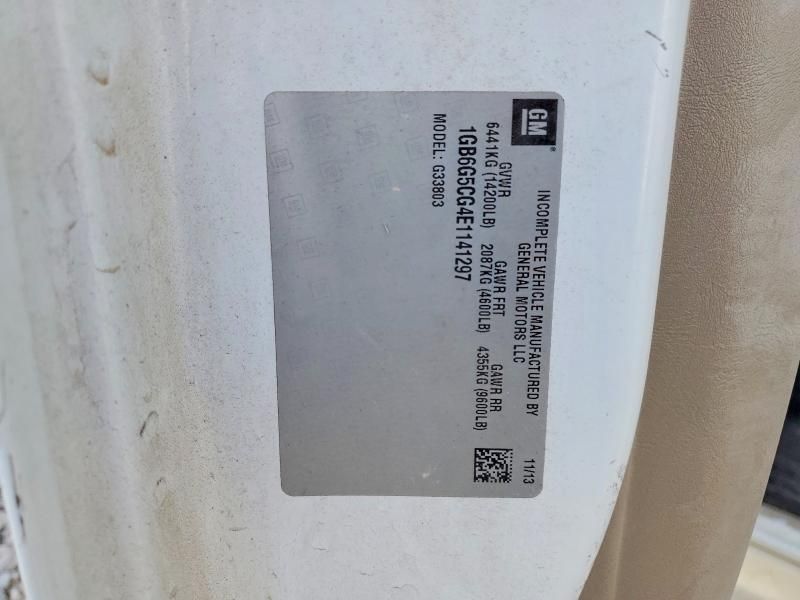 GM
INCOMPLETE VEHICLE MANUFACTURED BY
GENERAL MOTORS LLC
11/13
GVWR GAWR FRT GAWR RR
6441KG (14200LB) 2087KG (4600LB) 4355KG (9600LB)
1GB6G5CG4E1141297
MODEL: G33803